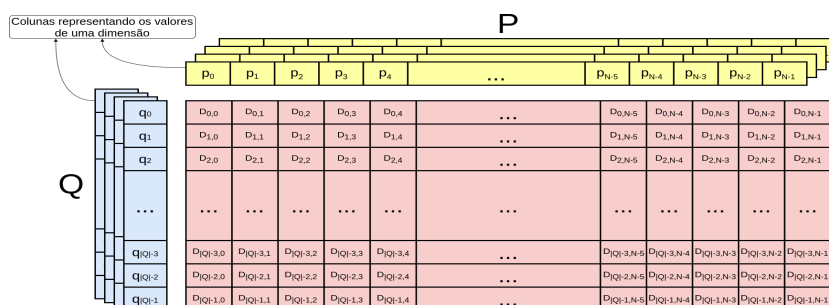 Colunas representando os valores
de uma dimensão
P
p0 p1 p2 p3 p4 ... pN-5 pN-4 pN-3 pN-2 pN-1
Q
q0 D0,0 D0,1 D0,2 D0,3 D0,4 ... D0,N-5 D0,N-4 D0,N-3 D0,N-2 D0,N-1
q1 D1,0 D1,1 D1,2 D1,3 D1,4 ... D1,N-5 D1,N-4 D1,N-3 D1,N-2 D1,N-1
q2 D2,0 D2,1 D2,2 D2,3 D2,4 ... D2,N-5 D2,N-4 D2,N-3 D2,N-2 D2,N-1
... ... ... ... ... ... ... ... ... ... ... ...
q|Q|-3 D|Q|-3,0 D|Q|-3,1 D|Q|-3,2 D|Q|-3,3 D|Q|-3,4 ... D|Q|-3,N-5 D|Q|-3,N-4 D|Q|-3,N-3 D|Q|-3,N-2 D|Q|-3,N-1
q|Q|-2 D|Q|-2,0 D|Q|-2,1 D|Q|-2,2 D|Q|-2,3 D|Q|-2,4 ... D|Q|-2,N-5 D|Q|-2,N-4 D|Q|-2,N-3 D|Q|-2,N-2 D|Q|-2,N-1
q|Q|-1 D|Q|-1,0 D|Q|-1,1 D|Q|-1,2 D|Q|-1,3 D|Q|-1,4 ... D|Q|-1,N-5 D|Q|-1,N-4 D|Q|-1,N-3 D|Q|-1,N-2 D|Q|-1,N-1